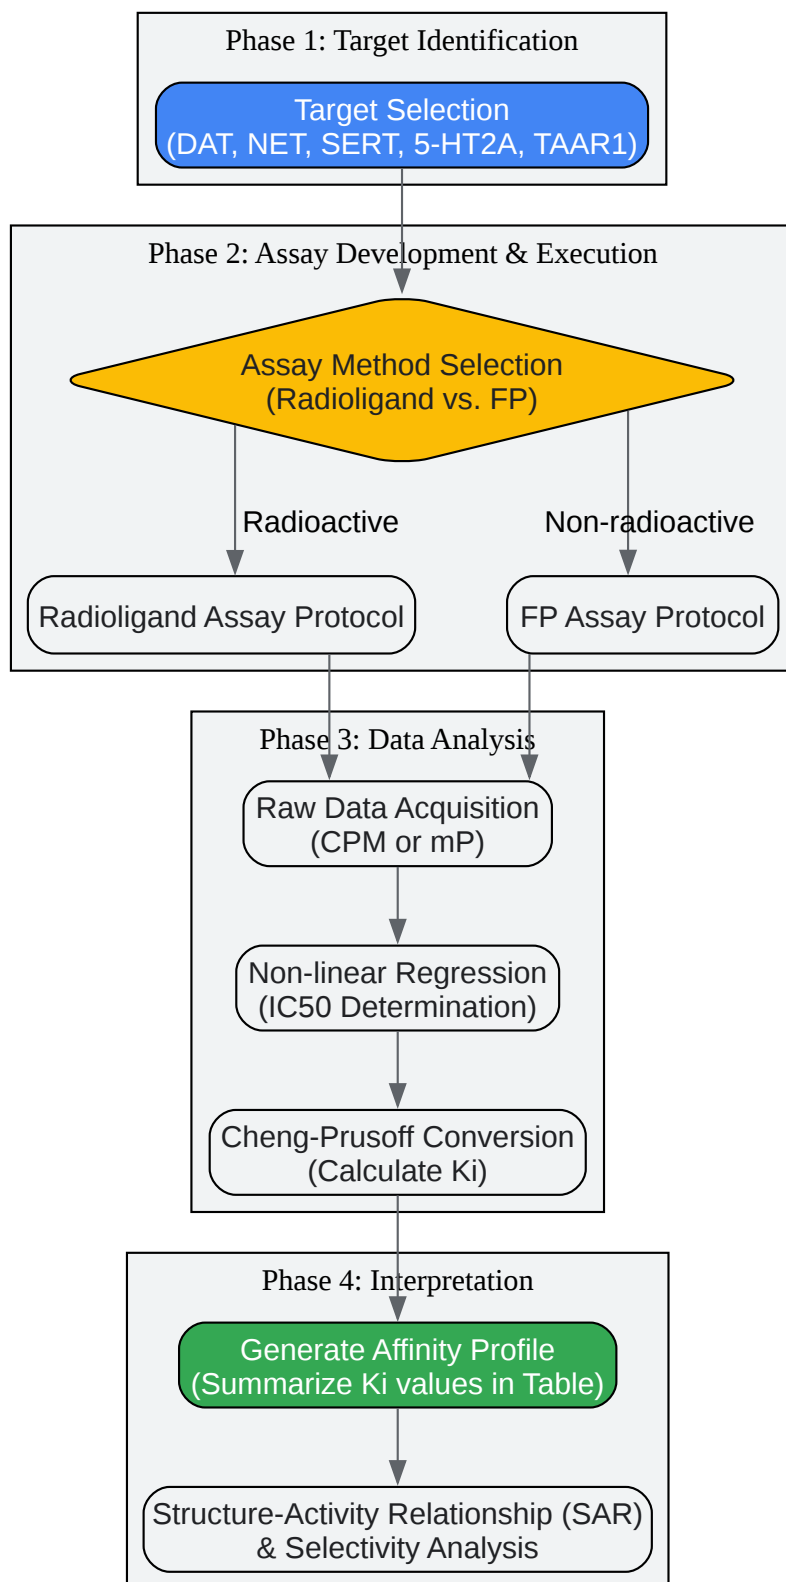 Phase 1: Target Identification
Target Selection
(DAT, NET, SERT, 5-HT2A, TAAR1)
Phase 2: Assay Development & Execution
Assay Method Selection
(Radioligand vs. FP)
Radioactive
Non-radioactive
Radioligand Assay Protocol
FP Assay Protocol
Phase 3: Data Analysis
Raw Data Acquisition
(CPM or mP)
Non-linear Regression
(IC50 Determination)
Cheng-Prusoff Conversion
(Calculate Ki)
Phase 4: Interpretation
Generate Affinity Profile
(Summarize Ki values in Table)
Structure-Activity Relationship (SAR)
& Selectivity Analysis